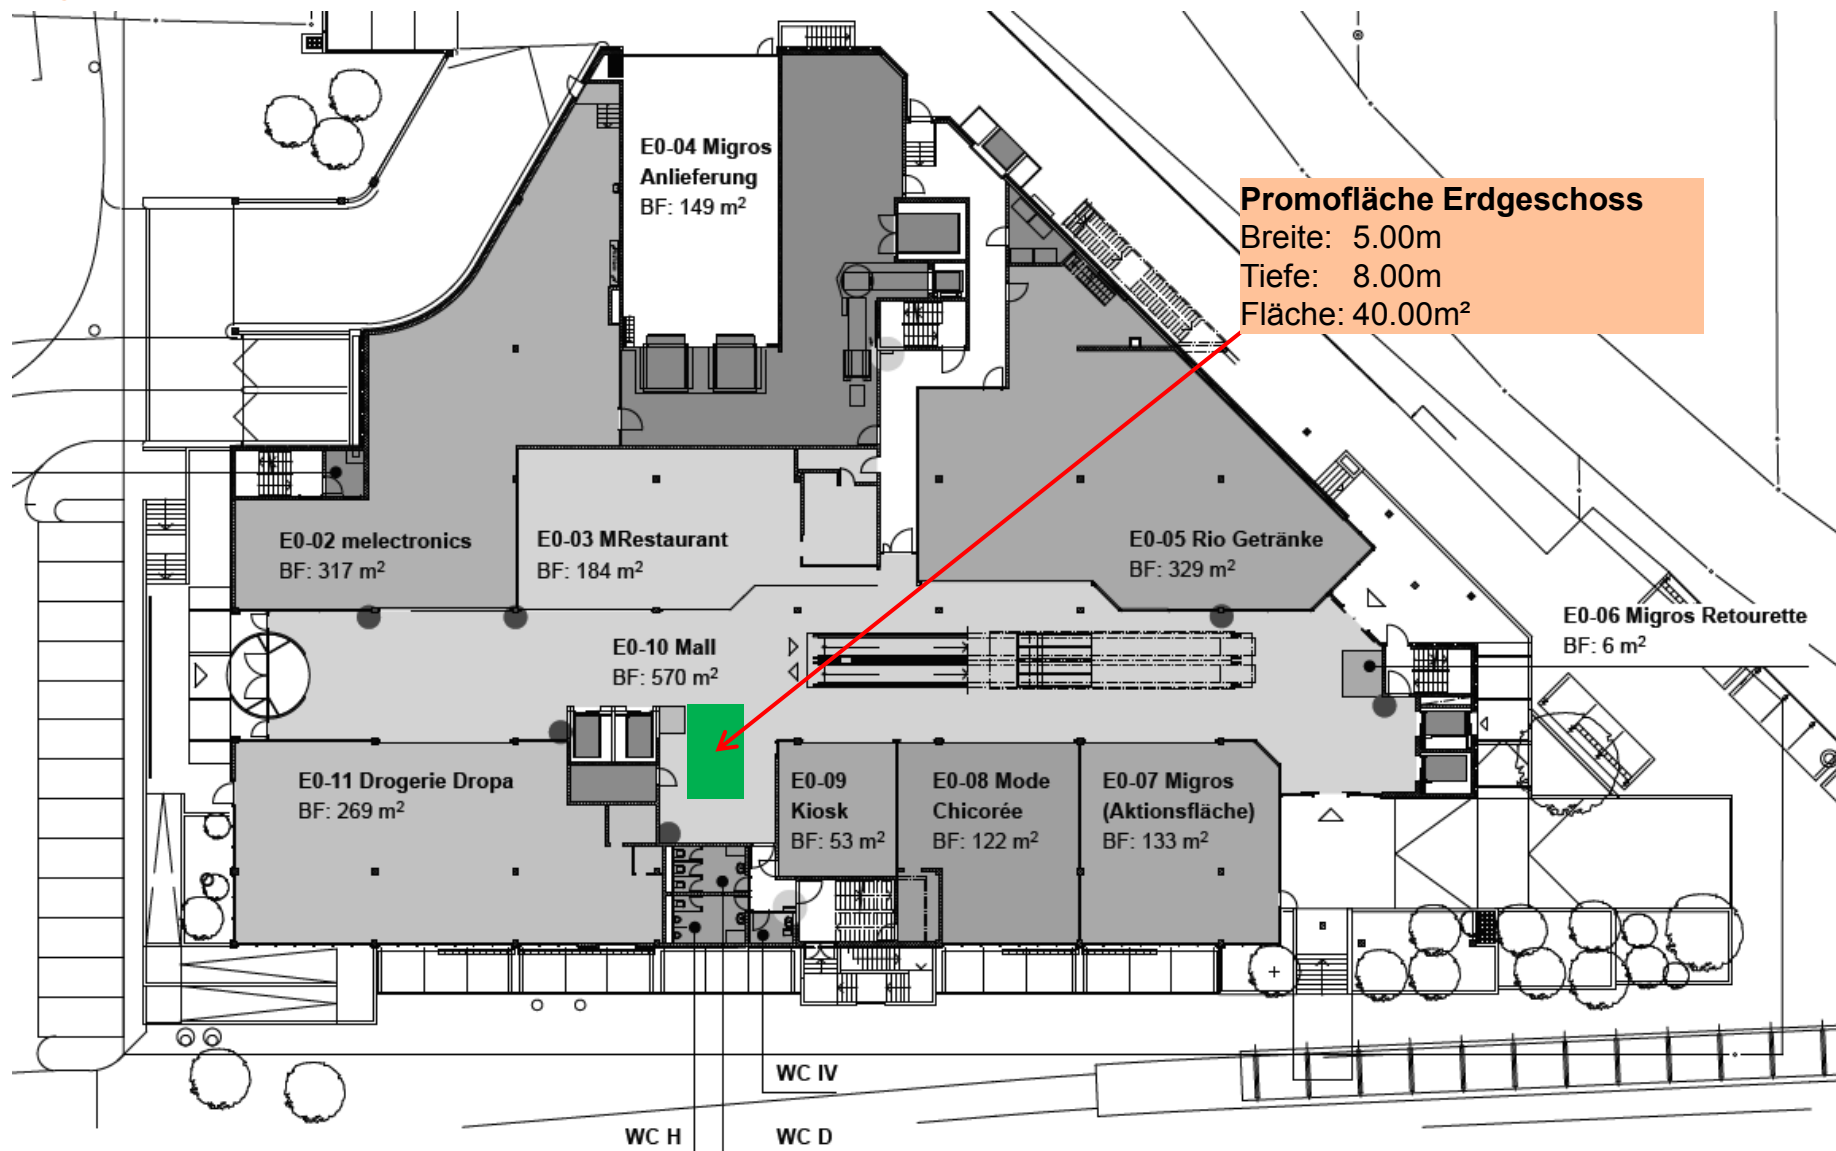 E0-04 Migros
Anlieferung
BF: 149 m²
Promofläche Erdgeschoss
Breite: 5.00m
Tiefe: 8.00m
Fläche: 40.00m²
E0-02 melectronics
BF: 317 m²
E0-03 MRestaurant
BF: 184 m²
E0-05 Rio Getränke
BF: 329 m²
E0-06 Migros Retourette
BF: 6 m²
E0-10 Mall
BF: 570 m²
E0-11 Drogerie Dropa
BF: 269 m²
E0-09
Kiosk
BF: 53 m²
E0-08 Mode
Chicorée
BF: 122 m²
E0-07 Migros
(Aktionsfläche)
BF: 133 m²
WC IV
WC H
WC D